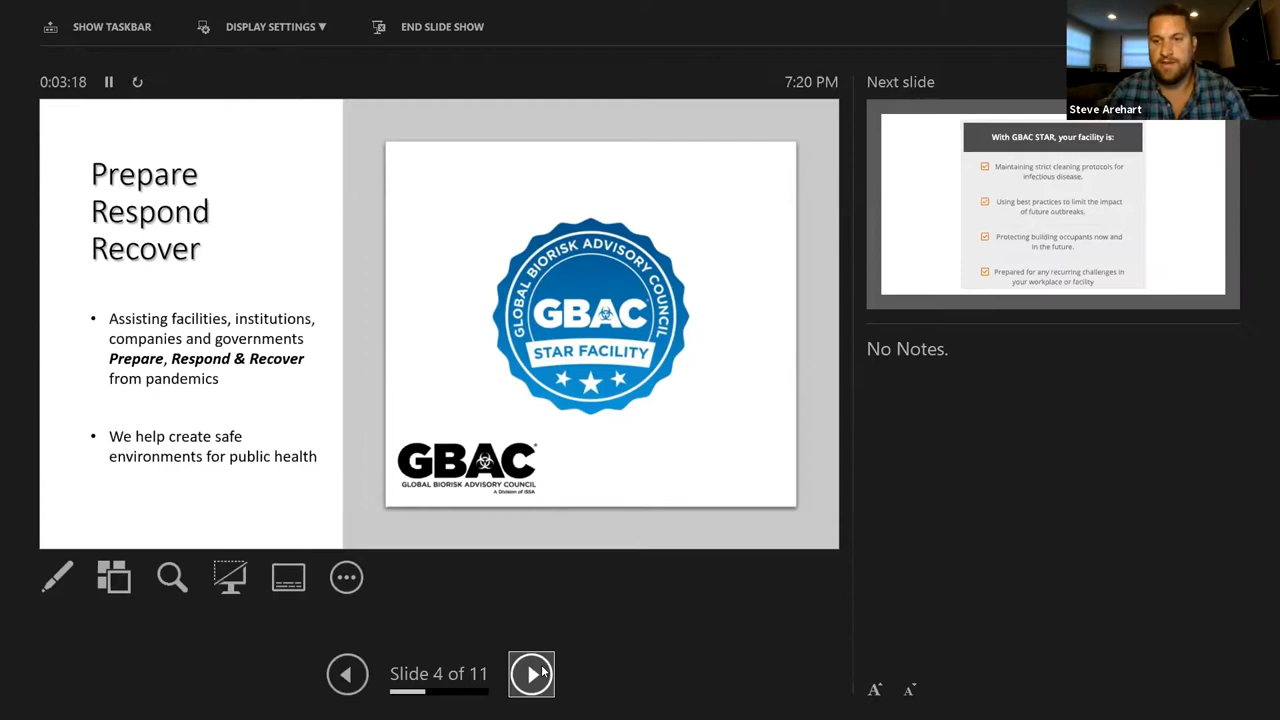 SHOW TASKBAR
DISPLAY SETTINGS ▼
END SLIDE SHOW
0:03:18
7:20 PM
Next slide
Steve Arehart
Prepare
Respond
Recover
• Assisting facilities, institutions,
companies and governments
Prepare, Respond & Recover
from pandemics
• We help create safe
environments for public health
GLOBAL BIORISK ADVISORY COUNCIL
GBAC
STAR FACILITY
GBAC®
GLOBAL BIORISK ADVISORY COUNCIL
A Division of ISSA
With GBAC STAR, your facility is:
Maintaining strict cleaning protocols for
infectious disease.
Using best practices to limit the impact
of future outbreaks.
Protecting building occupants now and
in the future.
Prepared for any recurring challenges in
your workplace or facility
No Notes.
Slide 4 of 11
A A